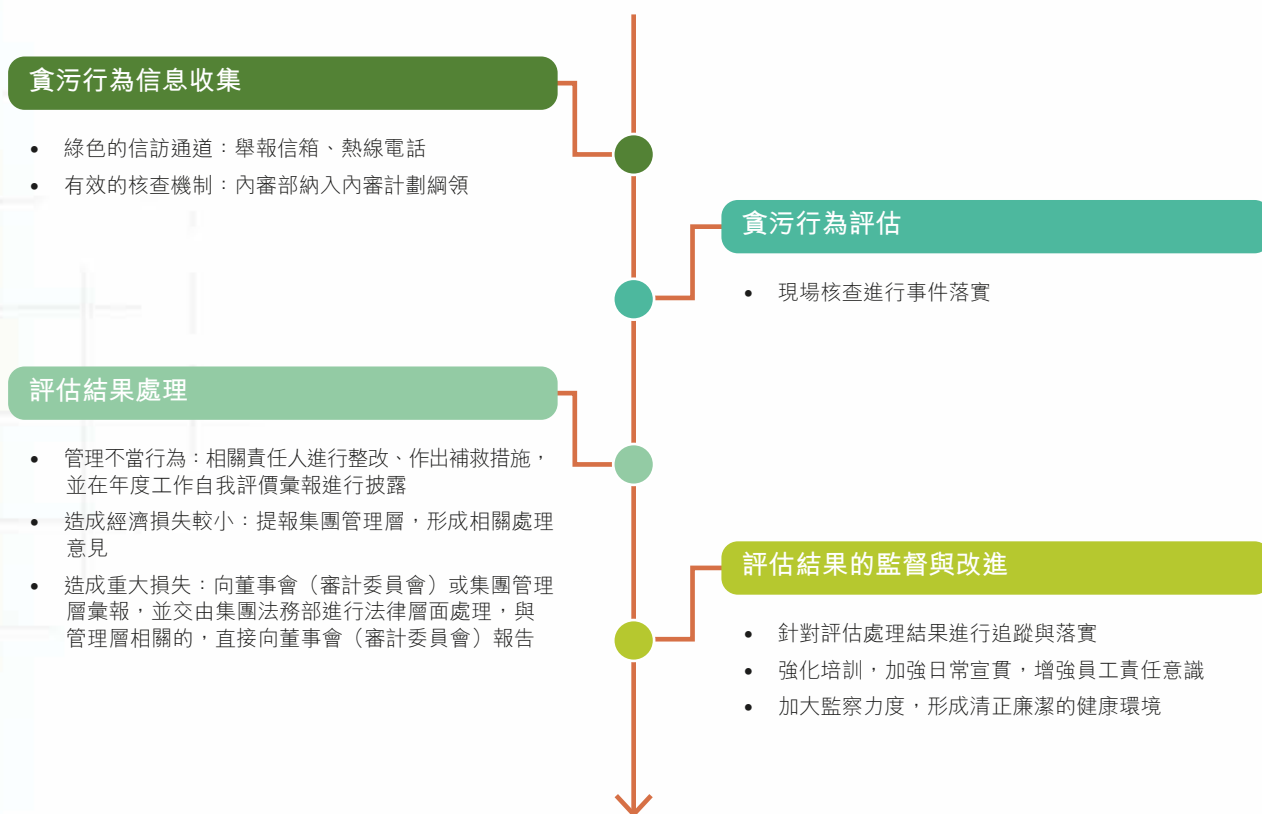 貪污行為信息收集
• 綠色的信訪通道：舉報信箱、熱線電話
• 有效的核查機制：內審部納入內審計劃綱領
貪污行為評估
• 現場核查進行事件落實
評估結果處理
• 管理不當行為：相關責任人進行整改、作出補救措施，
並在年度工作自我評價彙報進行披露
• 造成經濟損失較小：提報集團管理層，形成相關處理
意見
• 造成重大損失：向董事會（審計委員會）或集團管理
層彙報，並交由集團法務部進行法律層面處理，與
管理層相關的，直接向董事會（審計委員會）報告
評估結果的監督與改進
• 針對評估處理結果進行追蹤與落實
• 強化培訓，加強日常宣貫，增強員工責任意識
• 加大監察力度，形成清正廉潔的健康環境